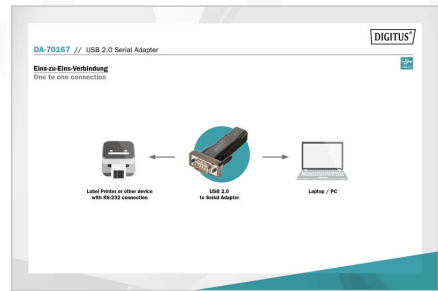 DIGITUS®
DA-70167 // USB 2.0 Serial Adapter
Eins-zu-Eins-Verbindung
One to one connection
Label Printer or other device
with RS-232 connection
USB 2.0
to Serial Adapter
Laptop / PC